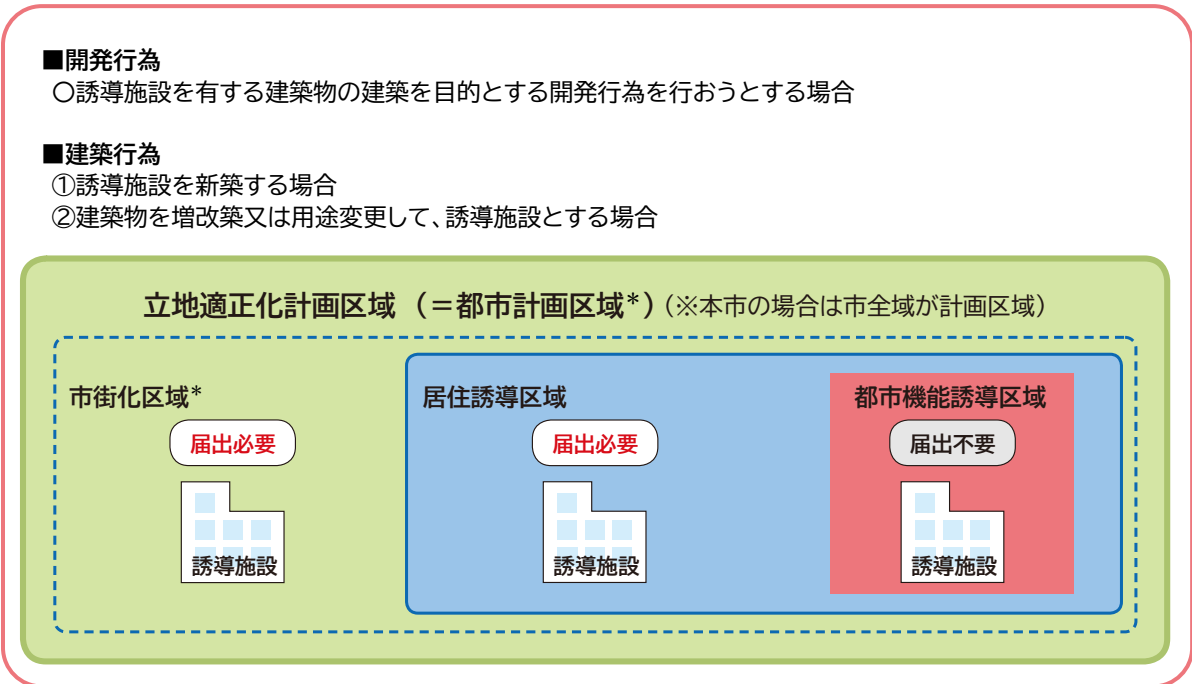 ■開発行為
〇誘導施設を有する建築物の建築を目的とする開発行為を行おうとする場合
■建築行為
①誘導施設を新築する場合
②建築物を増改築又は用途変更して、誘導施設とする場合
立地適正化計画区域 （＝都市計画区域*）（※本市の場合は市全域が計画区域）
市街化区域*
届出必要
誘導施設
居住誘導区域
届出必要
誘導施設
都市機能誘導区域
届出不要
誘導施設